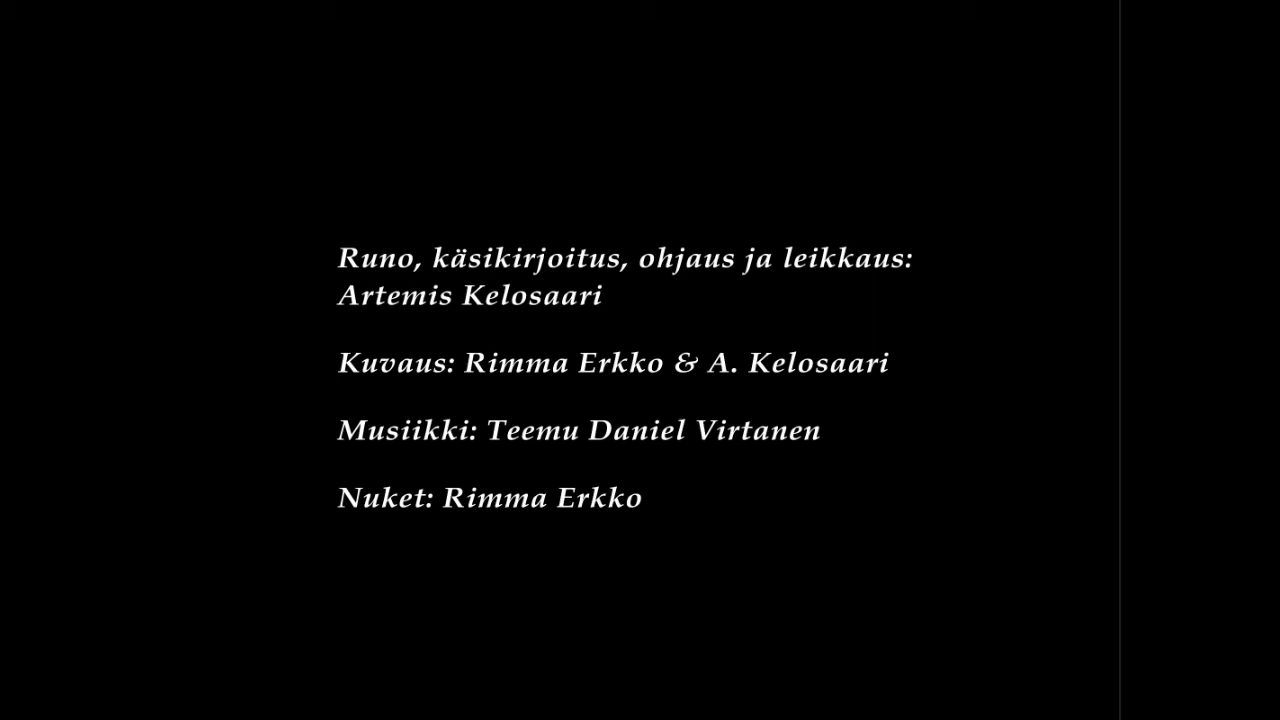 Runo, käsikirjoitus, ohjaus ja leikkaus:
Artemis Kelosaari
Kuvaus: Rimma Erkko & A. Kelosaari
Musiikki: Teemu Daniel Virtanen
Nuket: Rimma Erkko